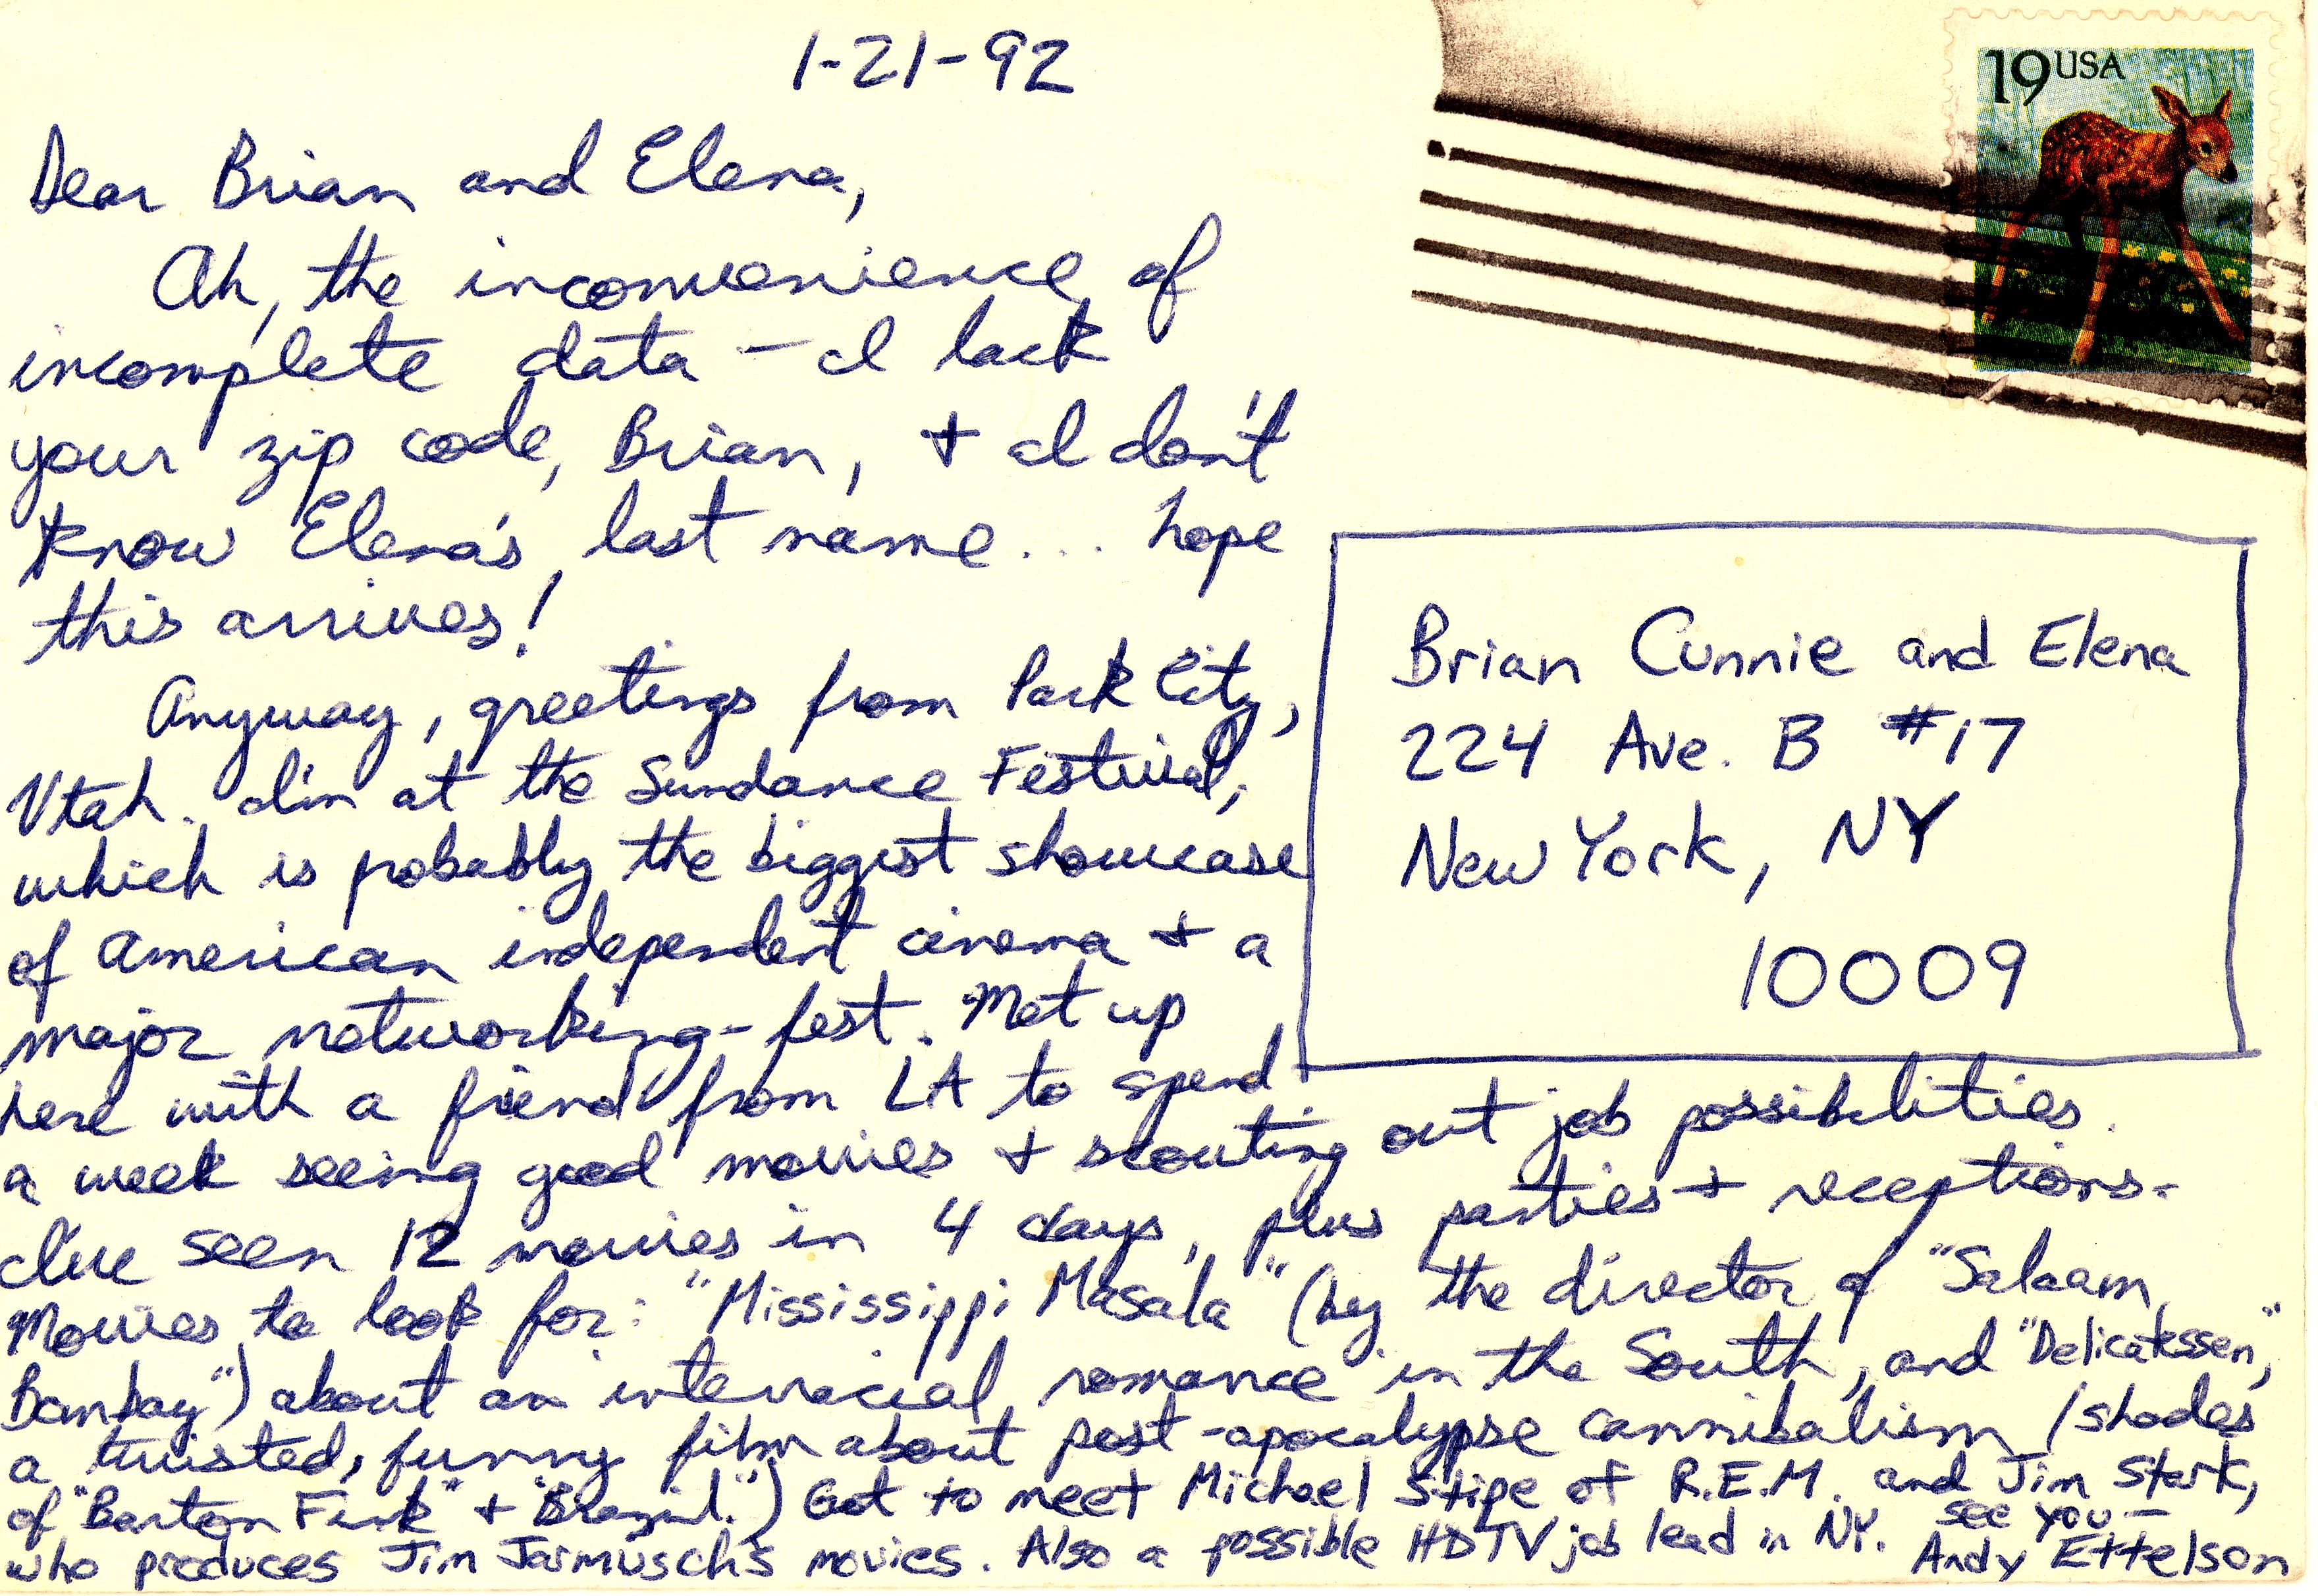 1-21-92
19 USA
Dear Brian and Elena,
Ah, the inconvenience of
incomplete data - I lack
your zip code, Brian, + I don't
know Elena's last name... hope
this arrives!
Anyway, greetings from Park City,
Utah. I'm at the Sundance Festival,
which is probably the biggest showcase
of American independent cinema + a
major networking-fest. Met up
here with a friend from LA to spend
a week seeing good movies + scouting out job possibilities.
I've seen 12 movies in 4 days, plus parties + receptions.
Movies to look for: "Mississippi Masala" (by the director of "Salaam,
Bombay") about an interracial romance in the South, and "Delicatessen,"
a twisted, funny film about post-apocalypse cannibalism (shades
of "Barton Fink" + "Brazil.") Got to meet Michael Stipe of R.E.M. and Jim Stark,
who produces Jim Jarmusch's movies. Also a possible HDTV job lead in NY.
see you -
Andy Ettelson
Brian Cunnie and Elena
224 Ave. B #17
New York, NY
10009